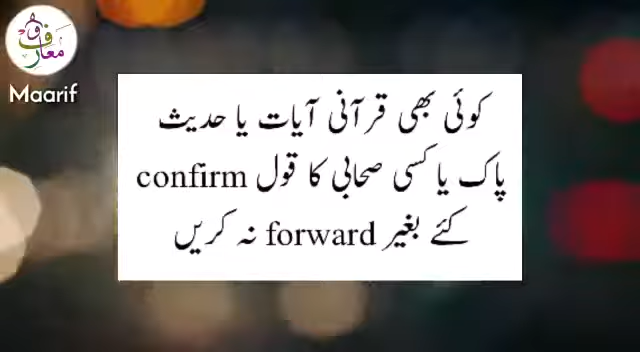 معارف
Maarif
کوئی بھی قرآنی آیات یا حدیث
پاک یا کسی صحابی کا قول confirm
کئے بغیر forward نہ کریں